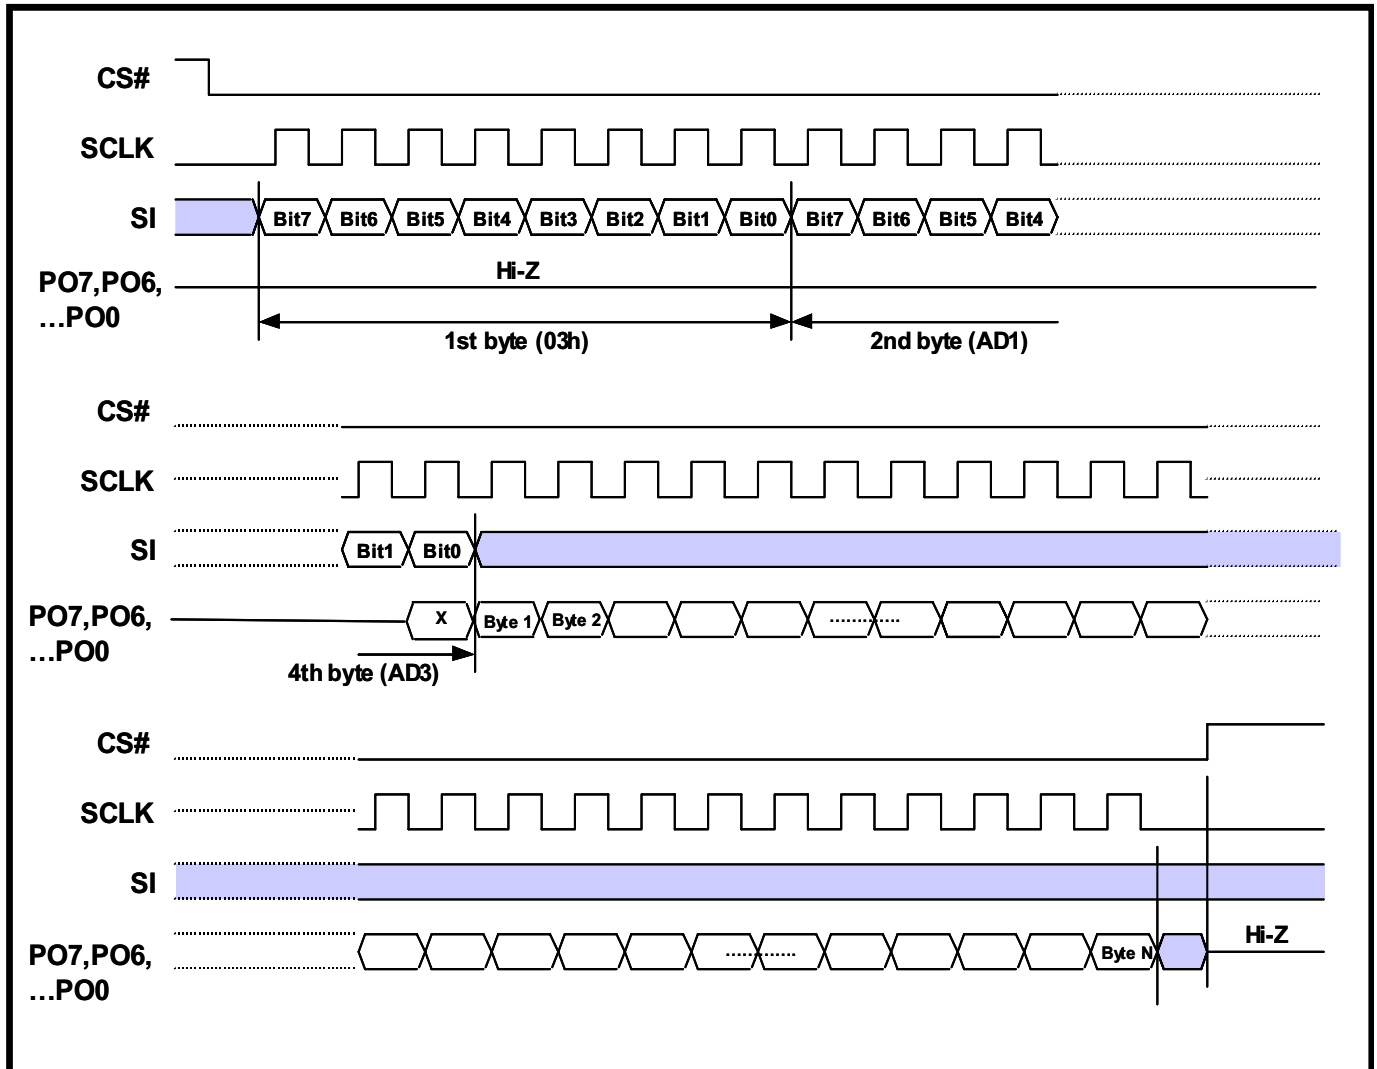 CS#
SCLK
SI Bit7 Bit6 Bit5 Bit4 Bit3 Bit2 Bit1 Bit0 Bit7 Bit6 Bit5 Bit4
Hi-Z
PO7,PO6,
...PO0
1st byte (03h) 2nd byte (AD1)
CS#
SCLK
SI Bit1 Bit0
PO7,PO6, X Byte 1 Byte 2 ............
...PO0
4th byte (AD3)
CS#
SCLK
SI
Hi-Z
PO7,PO6, ............ Byte N
...PO0